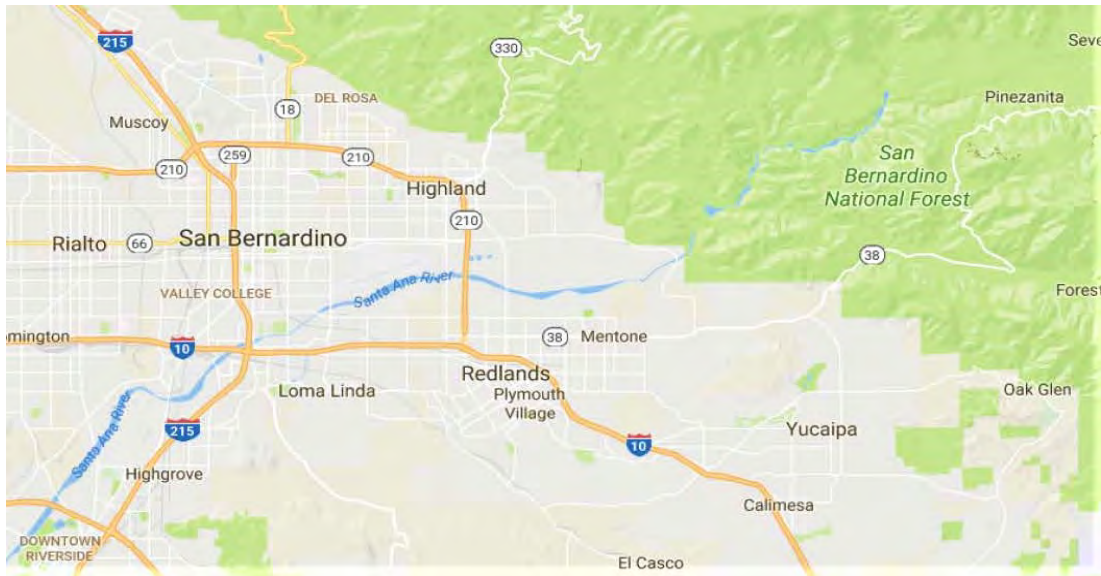 215
330
Seve
Pinezanita
DEL ROSA
18
Muscoy
259
210
210
San
Bernardino
National Forest
Highland
210
Rialto
66
San Bernardino
38
Santa Ana River
VALLEY COLLEGE
Forest
omington
10
38
Mentone
Loma Linda
Redlands
Plymouth
Village
Oak Glen
Santa Ana River
215
10
Yucaipa
Highgrove
Calimesa
DOWNTOWN
RIVERSIDE
El Casco